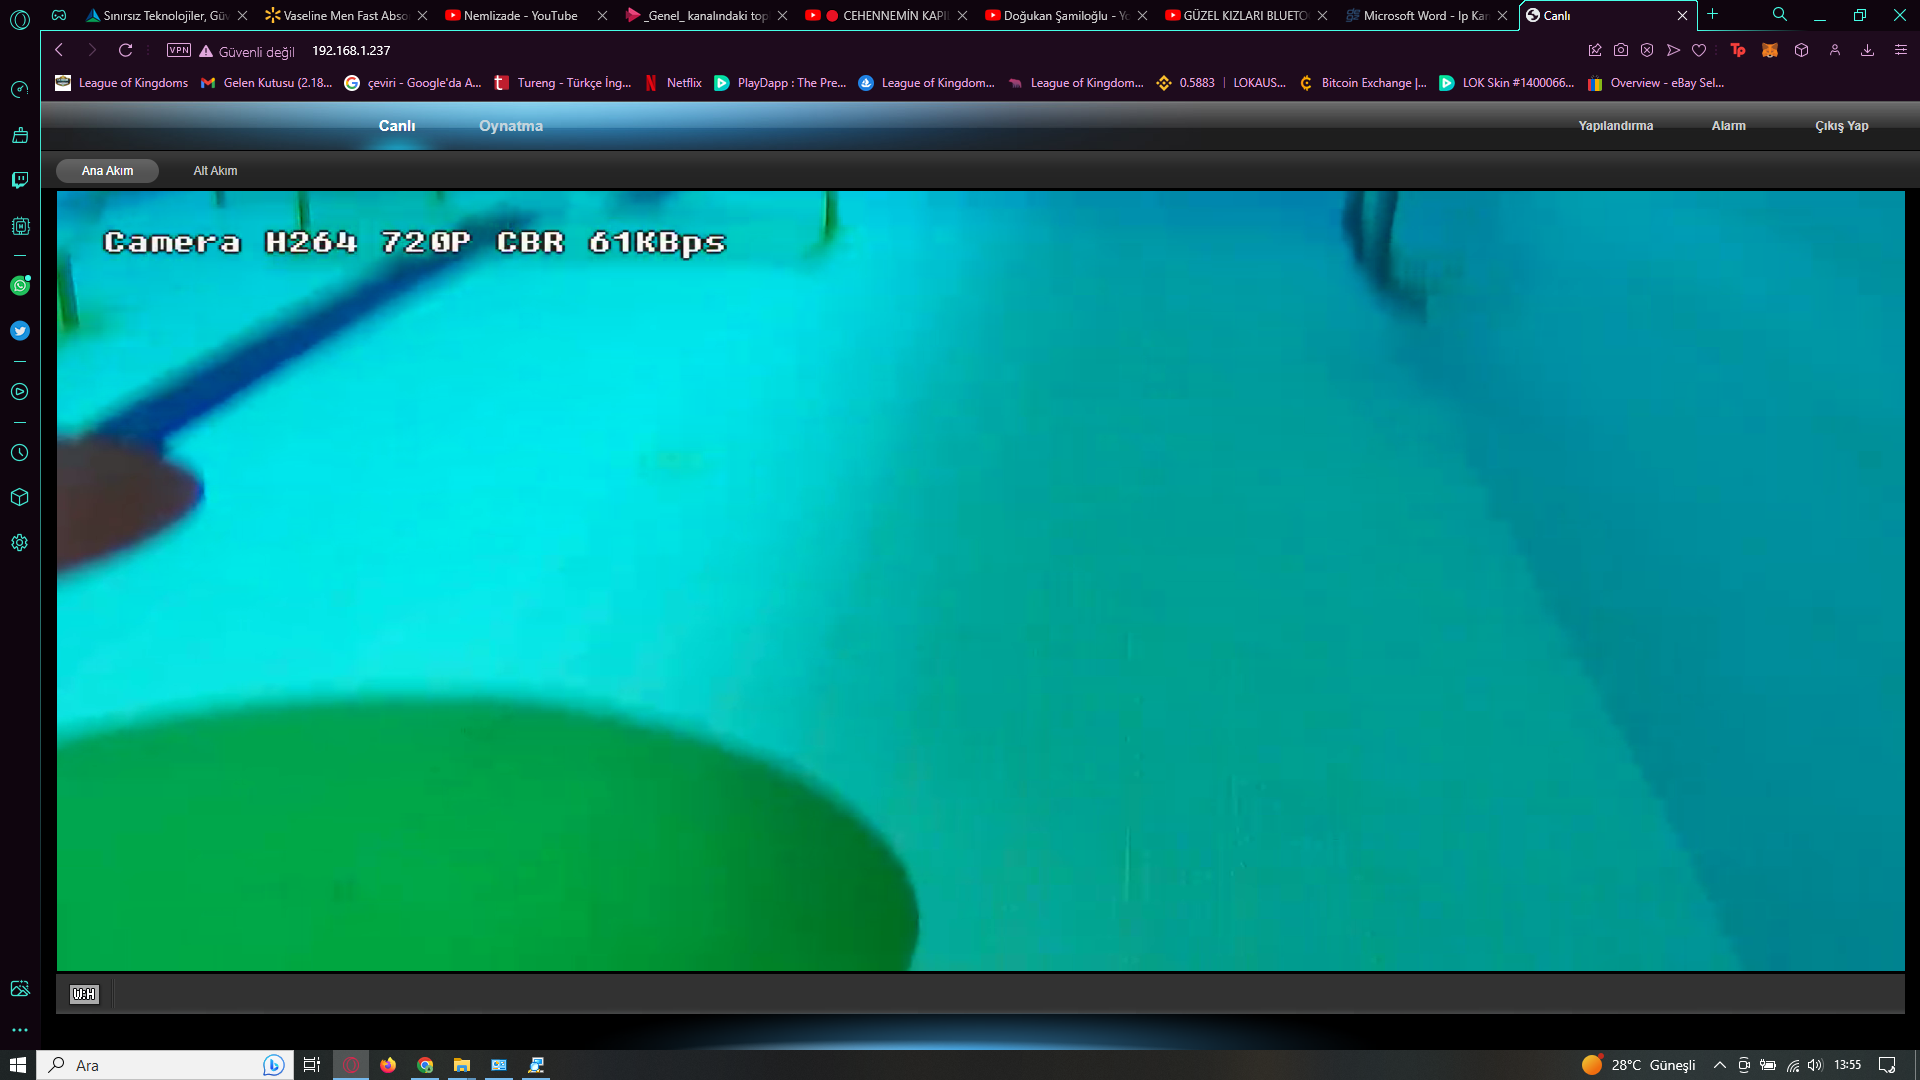 Sınırsız Teknolojiler, Gü
Vaseline Men Fast Abso
Nemlizade - YouTube
_Genel_ kanalındaki top
CEHENNEMİN KAPI
Doğukan Şamiloğlu - Yo
GÜZEL KIZLARI BLUETO
Microsoft Word - Ip Kar
Canlı
VPN
Güvenli değil
192.168.1.237
Tp
League of Kingdoms
Gelen Kutusu (2.18...
çeviri - Google'da A...
Tureng - Türkçe İng...
Netflix
PlayDapp : The Pre...
League of Kingdom...
League of Kingdom...
0.5883 | LOKAUS...
Bitcoin Exchange |...
LOK Skin #1400066...
Overview - eBay Sel...
Canlı
Oynatma
Yapılandırma
Alarm
Çıkış Yap
Ana Akım
Alt Akım
Camera H264 720P CBR 61KBps
W:H
Ara
28°C Güneşli
13:55